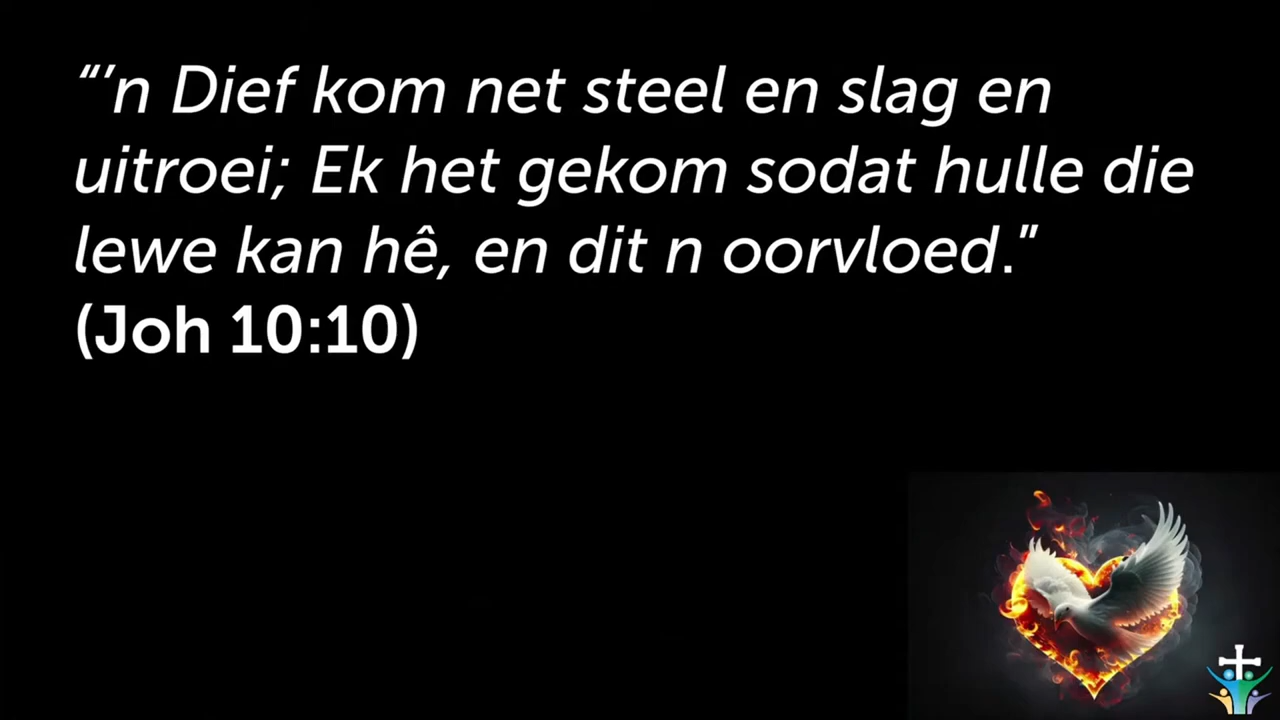 “’n Dief kom net steel en slag en
uitroei; Ek het gekom sodat hulle die
lewe kan hê, en dit n oorvloed.”
(Joh 10:10)